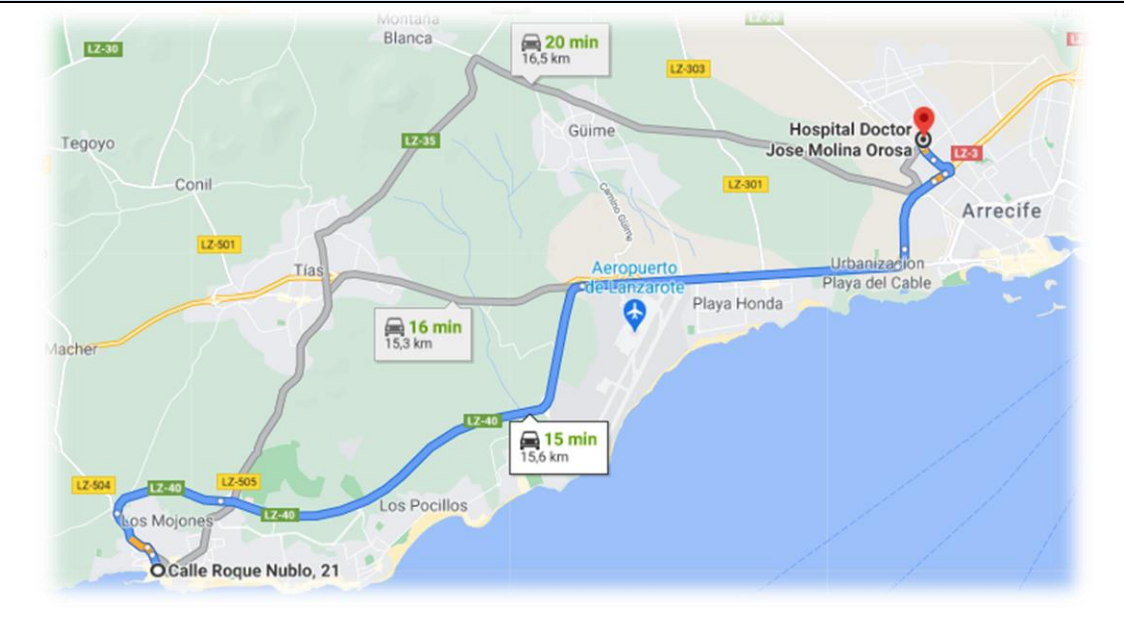 Montaña
Blanca
LZ-20
LZ-30
20 min
16,5 km
LZ-303
Güime
Hospital Doctor
Jose Molina Orosa
LZ-35
Tegoyo
LZ-3
Conil
LZ-301
Camino Güime
Arrecife
LZ-501
Tías
Aeropuerto
de Lanzarote
Urbanización
Playa del Cable
Playa Honda
16 min
15,3 km
Macher
LZ-40
15 min
15,6 km
LZ-504
LZ-40
LZ-505
LZ-40
Los Pocillos
Los Mojones
Calle Roque Nublo, 21